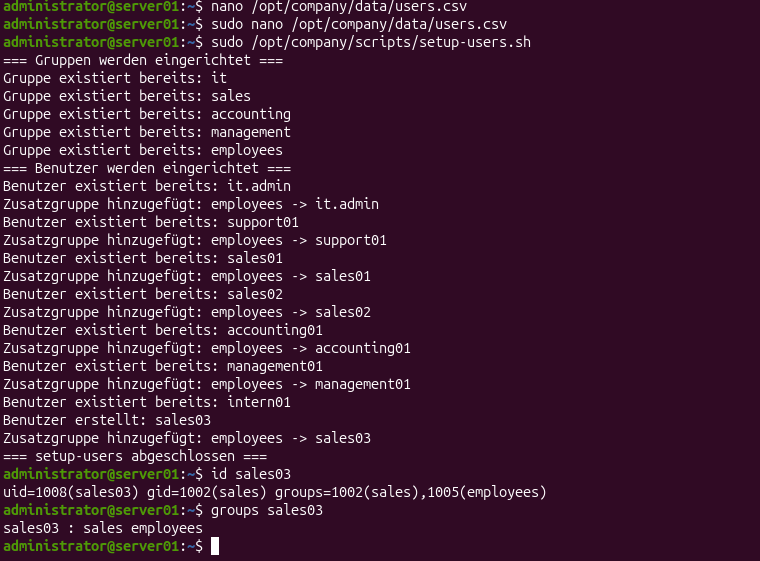 administrator@server01:~$ nano /opt/company/data/users.csv
administrator@server01:~$ sudo nano /opt/company/data/users.csv
administrator@server01:~$ sudo /opt/company/scripts/setup-users.sh
=== Gruppen werden eingerichtet ===
Gruppe existiert bereits: it
Gruppe existiert bereits: sales
Gruppe existiert bereits: accounting
Gruppe existiert bereits: management
Gruppe existiert bereits: employees
=== Benutzer werden eingerichtet ===
Benutzer existiert bereits: it.admin
Zusatzgruppe hinzugefügt: employees -> it.admin
Benutzer existiert bereits: support01
Zusatzgruppe hinzugefügt: employees -> support01
Benutzer existiert bereits: sales01
Zusatzgruppe hinzugefügt: employees -> sales01
Benutzer existiert bereits: sales02
Zusatzgruppe hinzugefügt: employees -> sales02
Benutzer existiert bereits: accounting01
Zusatzgruppe hinzugefügt: employees -> accounting01
Benutzer existiert bereits: management01
Zusatzgruppe hinzugefügt: employees -> management01
Benutzer existiert bereits: intern01
Benutzer erstellt: sales03
Zusatzgruppe hinzugefügt: employees -> sales03
=== setup-users abgeschlossen ===
administrator@server01:~$ id sales03
uid=1008(sales03) gid=1002(sales) groups=1002(sales),1005(employees)
administrator@server01:~$ groups sales03
sales03 : sales employees
administrator@server01:~$